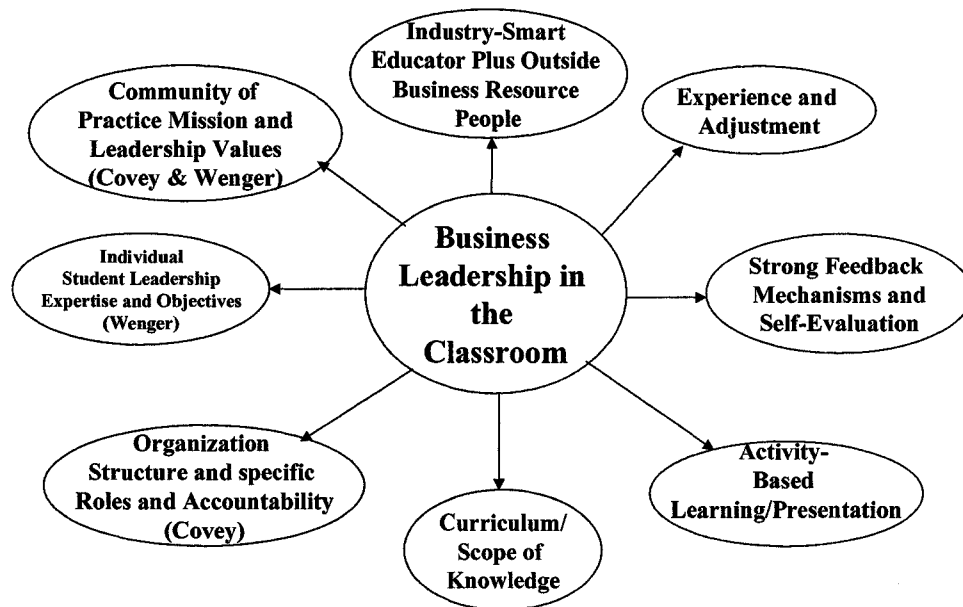 Industry-Smart
Educator Plus Outside
Business Resource
People
Community of
Practice Mission and
Leadership Values
(Covey & Wenger)
Experience and
Adjustment
Business
Leadership in
the
Classroom
Individual
Student Leadership
Expertise and Objectives
(Wenger)
Strong Feedback
Mechanisms and
Self-Evaluation
Organization
Structure and specific
Roles and Accountability
(Covey)
Curriculum/
Scope of
Knowledge
Activity-
Based
Learning/Presentation